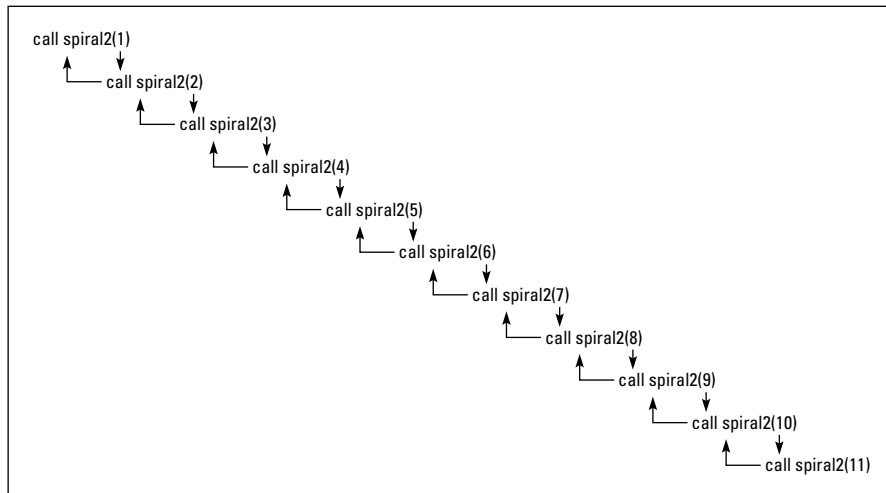 call spiral2(1)
call spiral2(2)
call spiral2(3)
call spiral2(4)
call spiral2(5)
call spiral2(6)
call spiral2(7)
call spiral2(8)
call spiral2(9)
call spiral2(10)
call spiral2(11)